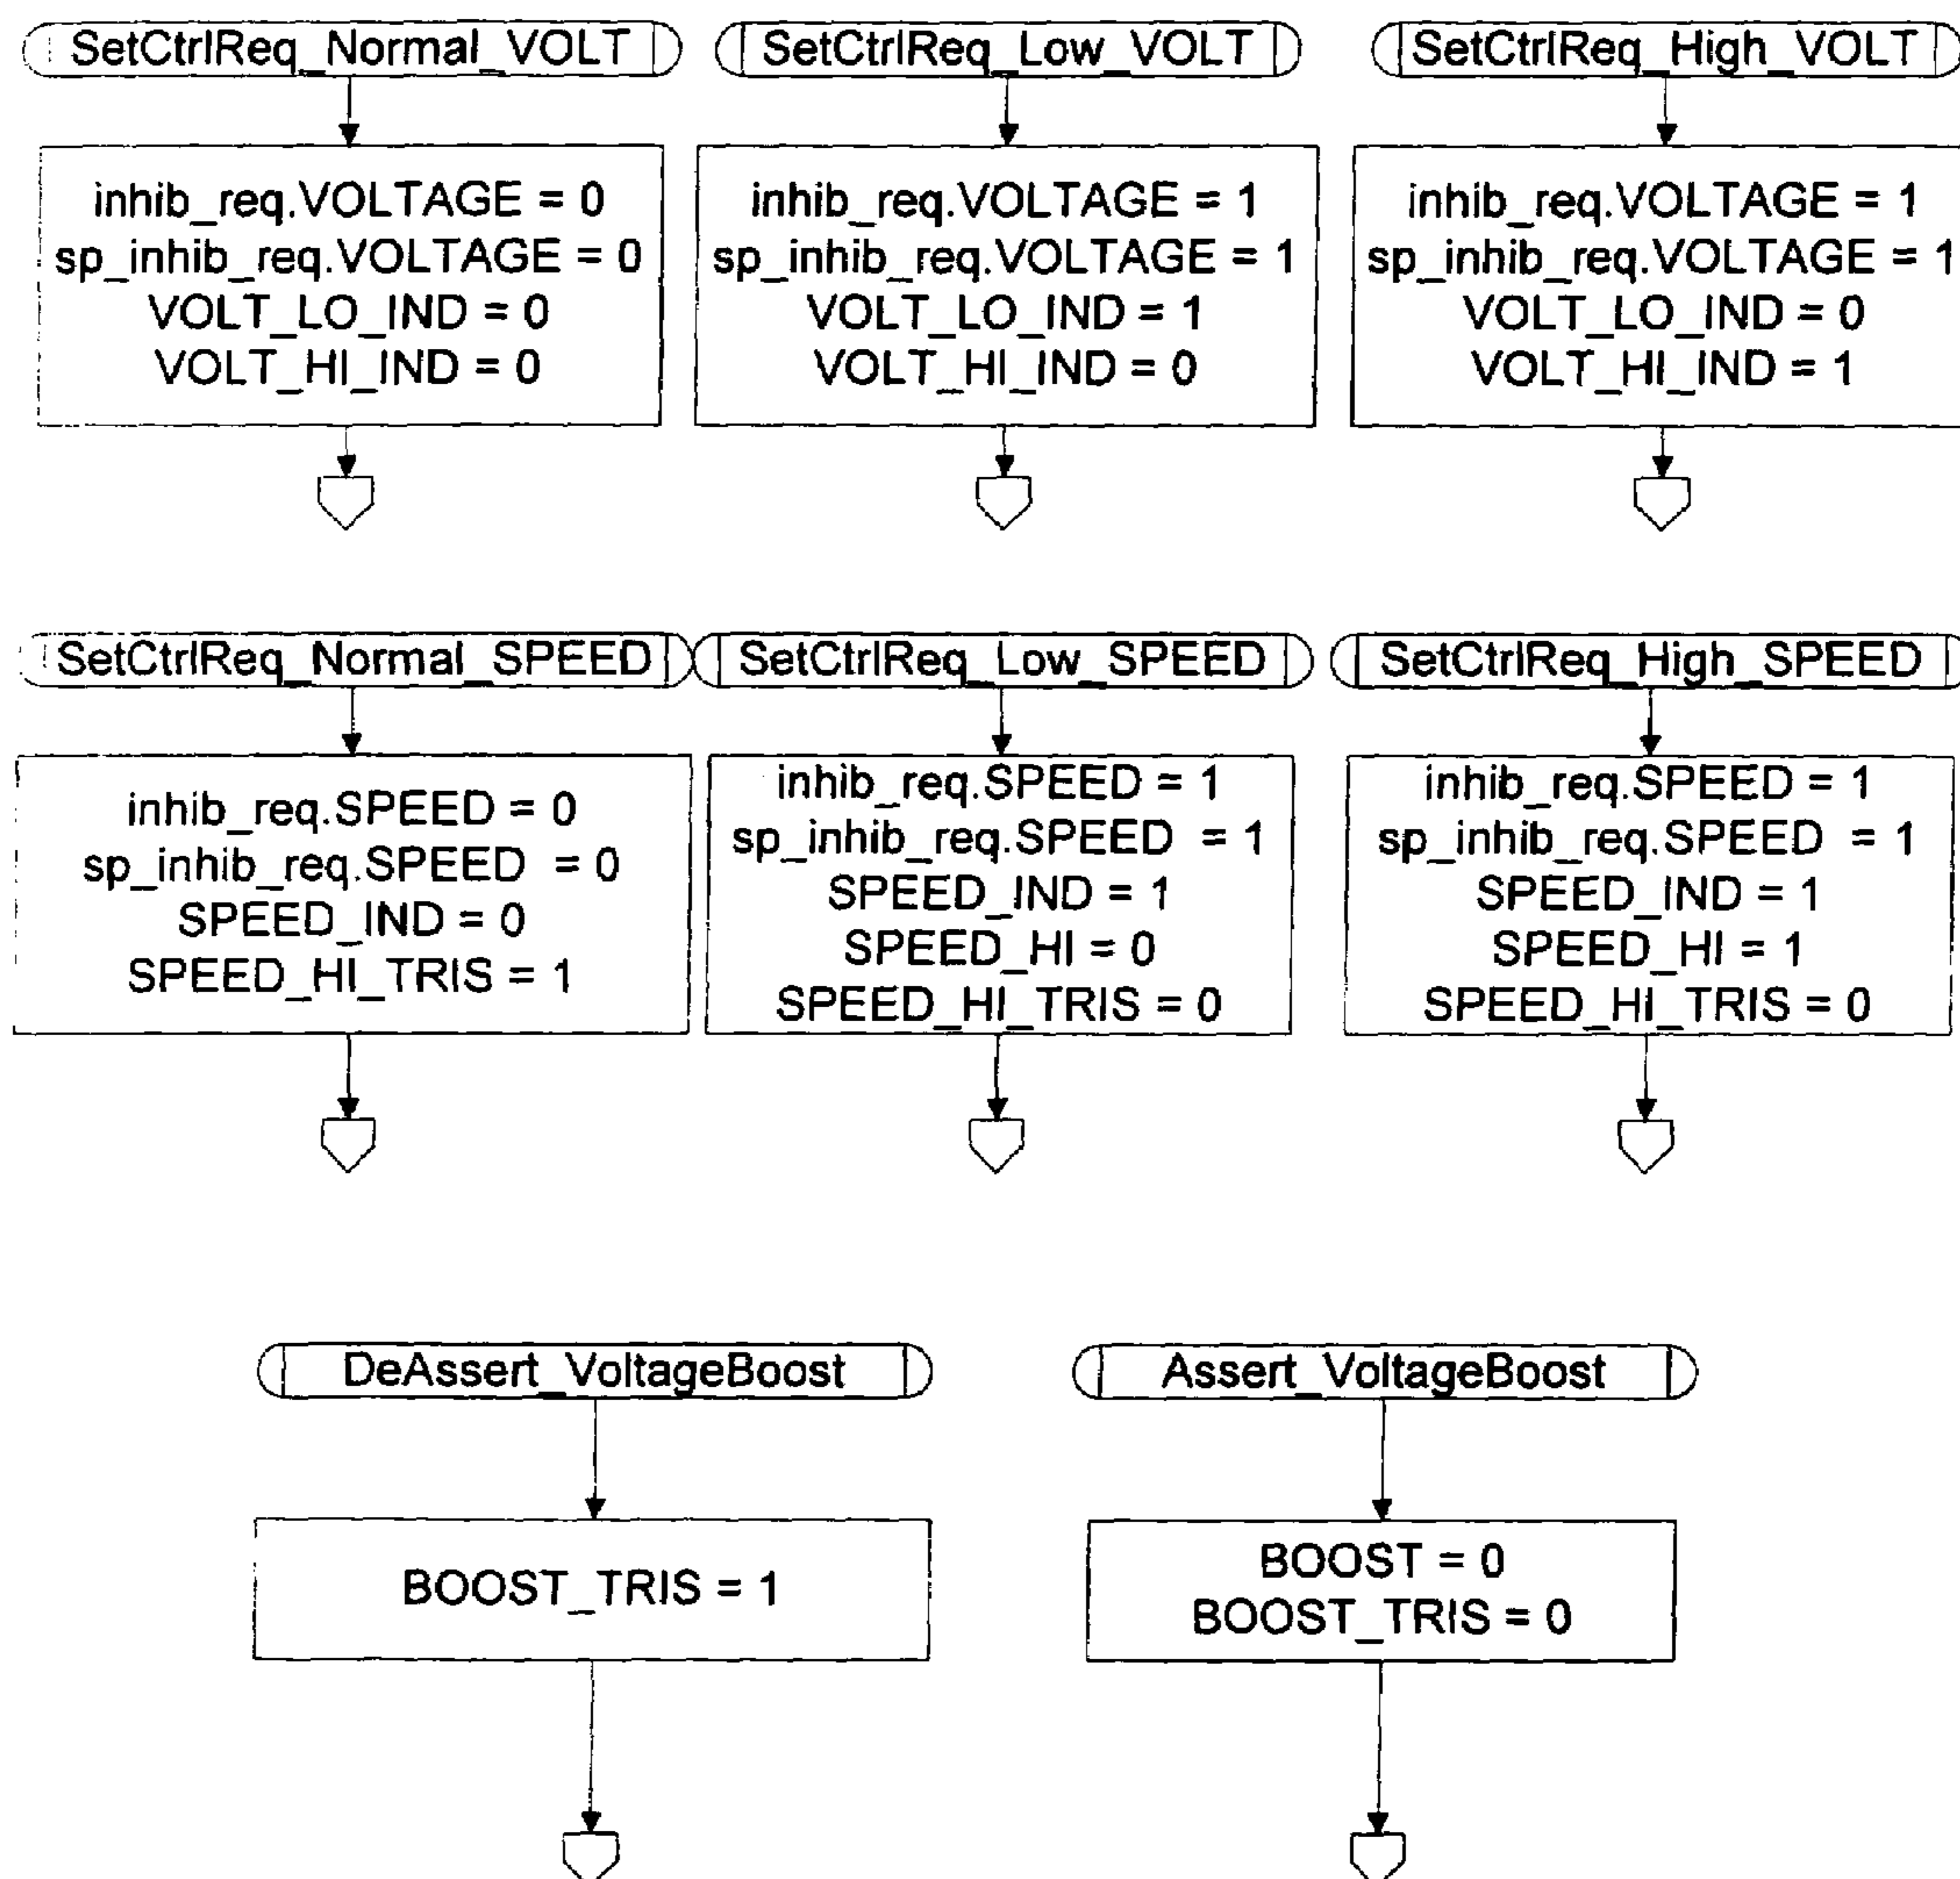 SetCtrlReq_Normal_VOLT
SetCtrlReq_Low_VOLT
SetCtrlReq_High_VOLT
inhib_req.VOLTAGE = 0
sp_inhib_req.VOLTAGE = 0
VOLT_LO_IND = 0
VOLT_HI_IND = 0
inhib_req.VOLTAGE = 1
sp_inhib_req.VOLTAGE = 1
VOLT_LO_IND = 1
VOLT_HI_IND = 0
inhib_req.VOLTAGE = 1
sp_inhib_req.VOLTAGE = 1
VOLT_LO_IND = 0
VOLT_HI_IND = 1
SetCtrlReq_Normal_SPEED
SetCtrlReq_Low_SPEED
SetCtrlReq_High_SPEED
inhib_req.SPEED = 0
sp_inhib_req.SPEED = 0
SPEED_IND = 0
SPEED_HI_TRIS = 1
inhib_req.SPEED = 1
sp_inhib_req.SPEED = 1
SPEED_IND = 1
SPEED_HI = 0
SPEED_HI_TRIS = 0
inhib_req.SPEED = 1
sp_inhib_req.SPEED = 1
SPEED_IND = 1
SPEED_HI = 1
SPEED_HI_TRIS = 0
DeAssert_VoltageBoost
Assert_VoltageBoost
BOOST_TRIS = 1
BOOST = 0
BOOST_TRIS = 0